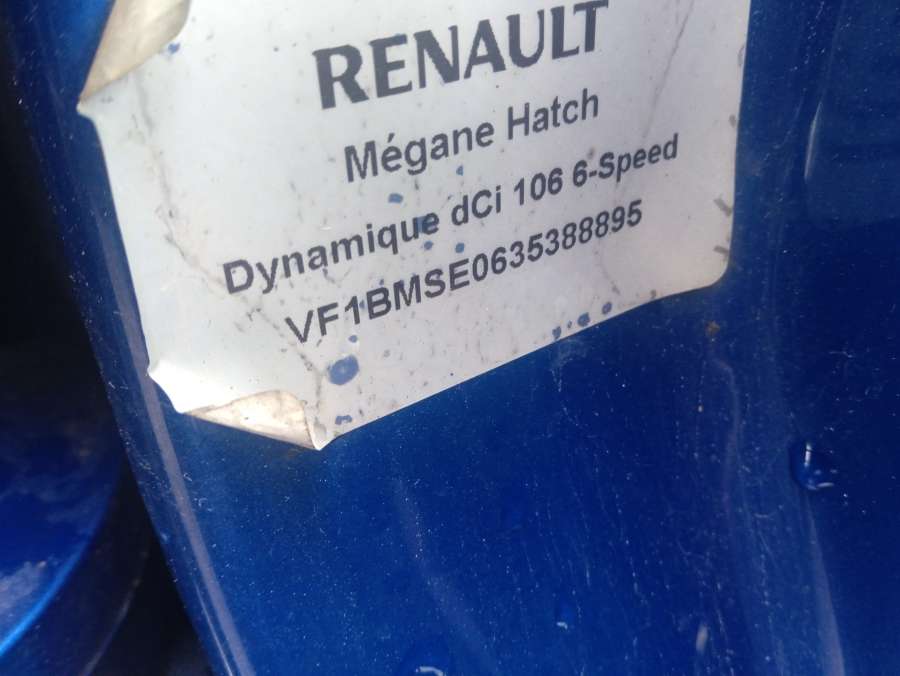 RENAULT
Mégane Hatch
Dynamique dCi 106 6-Speed
VF1BMSE0635388895